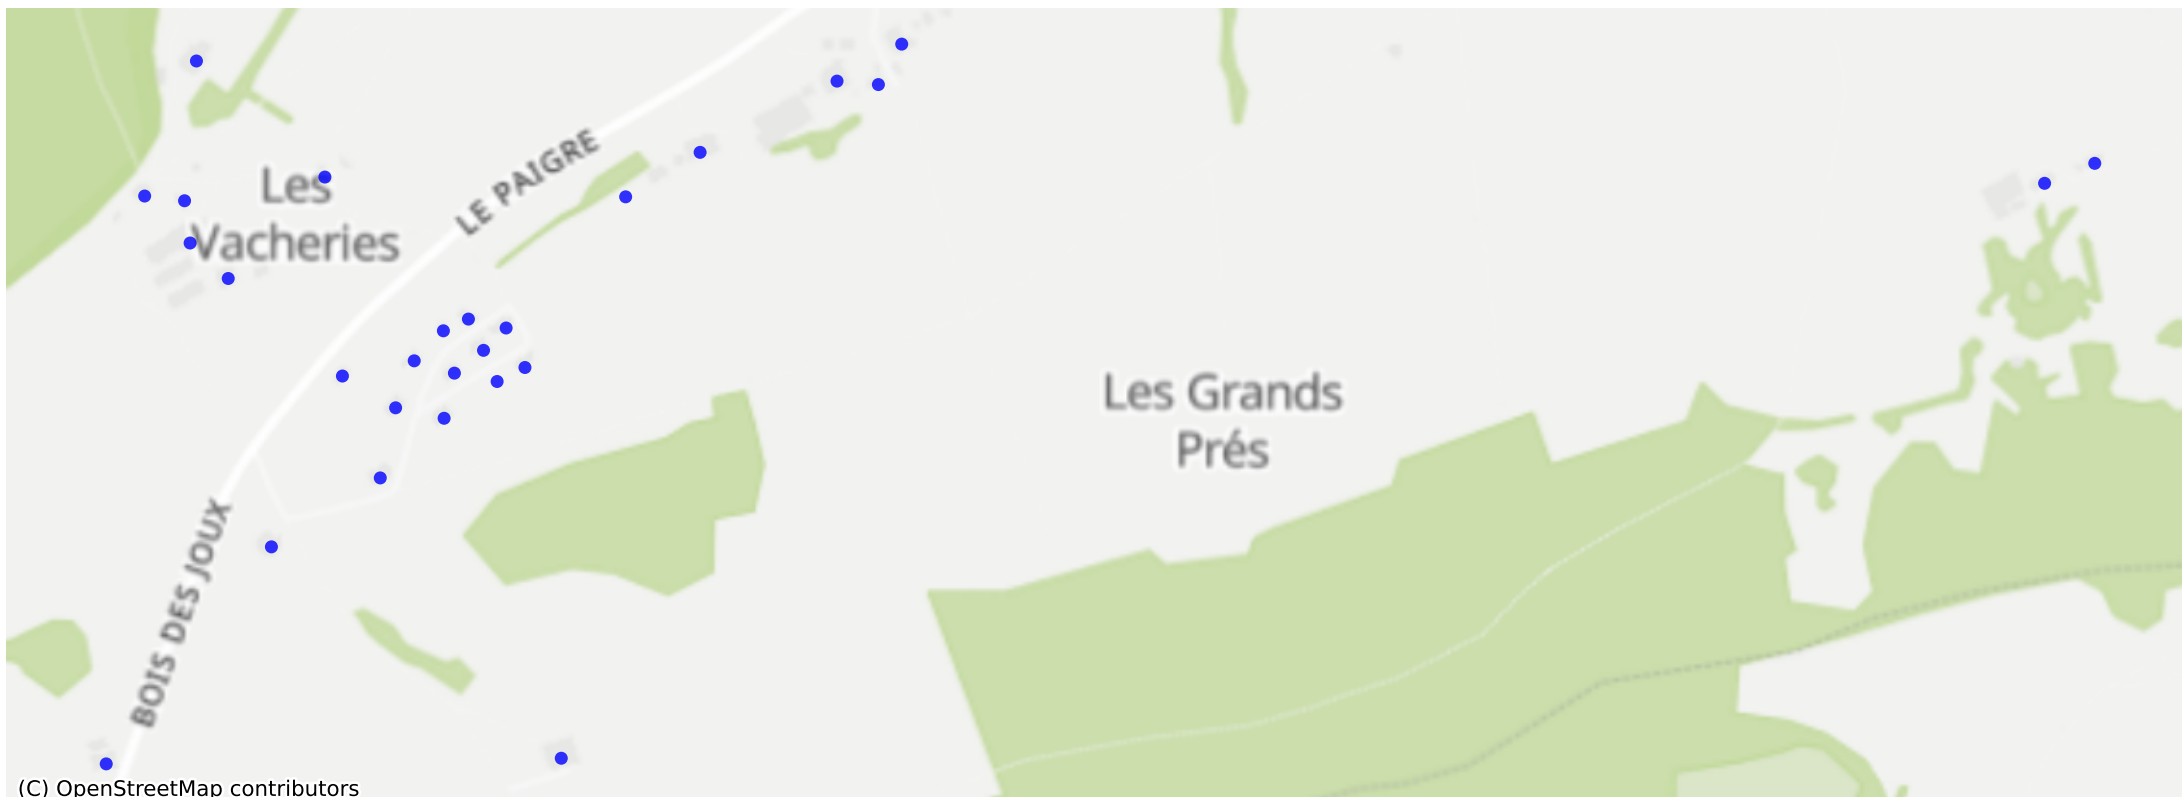 LE PAIGRE
Les
Vacheries
Les Grands
Prés
BOIS DES JOUX
(C) OpenStreetMap contributors